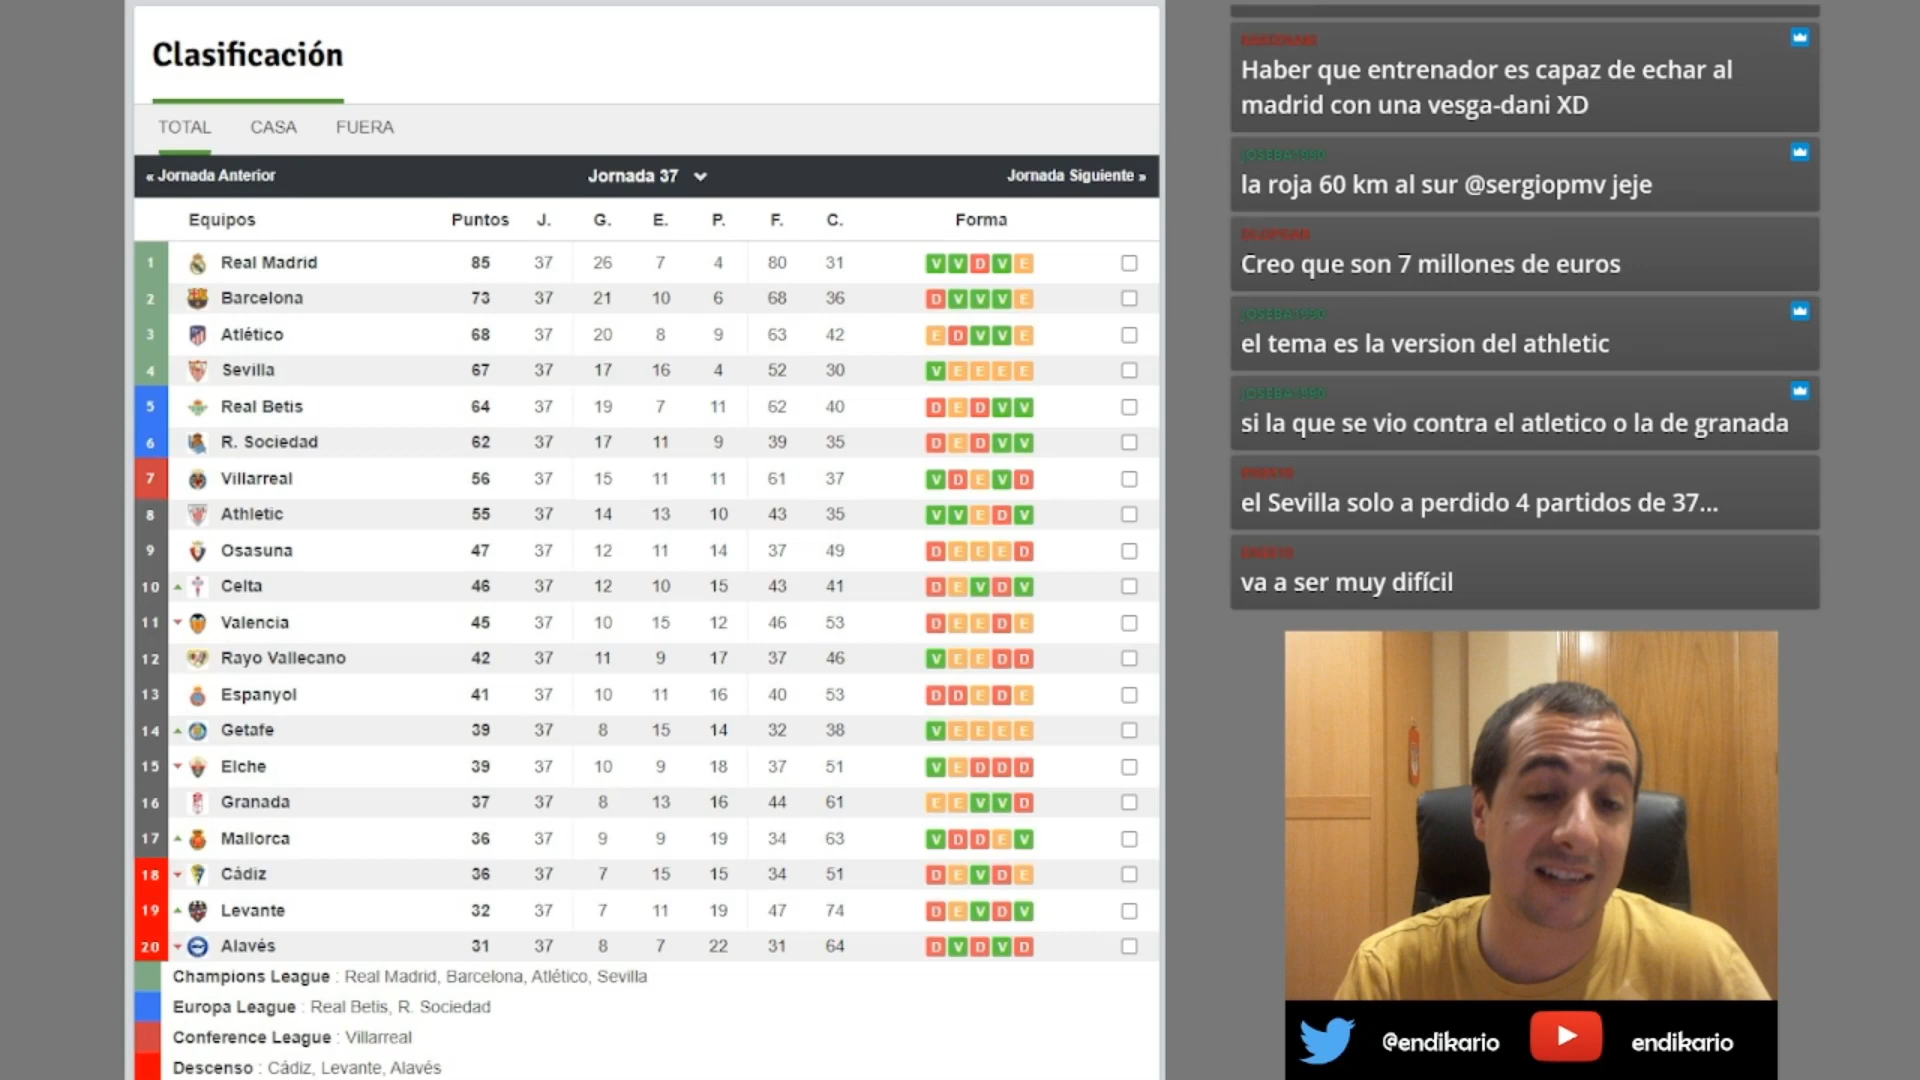 Clasificación
TOTAL CASA FUERA
« Jornada Anterior Jornada 37 Jornada Siguiente »
Equipos Puntos J. G. E. P. F. C. Forma
1 Real Madrid 85 37 26 7 4 80 31 V V D V E
2 Barcelona 73 37 21 10 6 68 36 D V V V E
3 Atlético 68 37 20 8 9 63 42 E D V V E
4 Sevilla 67 37 17 16 4 52 30 V E E E E
5 Real Betis 64 37 19 7 11 62 40 D E D V V
6 R. Sociedad 62 37 17 11 9 39 35 D E D V V
7 Villarreal 56 37 15 11 11 61 37 V D E V D
8 Athletic 55 37 14 13 10 43 35 V V E D V
9 Osasuna 47 37 12 11 14 37 49 D E E E D
10 Celta 46 37 12 10 15 43 41 D E V D V
11 Valencia 45 37 10 15 12 46 53 D E E D E
12 Rayo Vallecano 42 37 11 9 17 37 46 V E E D D
13 Espanyol 41 37 10 11 16 40 53 D D E D E
14 Getafe 39 37 8 15 14 32 38 V E E E E
15 Elche 39 37 10 9 18 37 51 V E D D D
16 Granada 37 37 8 13 16 44 61 E E V V D
17 Mallorca 36 37 9 9 19 34 63 V D D E V
18 Cádiz 36 37 7 15 15 34 51 D E V D E
19 Levante 32 37 7 11 19 47 74 D E V D V
20 Alavés 31 37 8 7 22 31 64 D V D V D
Champions League : Real Madrid, Barcelona, Atlético, Sevilla
Europa League : Real Betis, R. Sociedad
Conference League : Villarreal
Descenso : Cádiz, Levante, Alavés
Haber que entrenador es capaz de echar al
madrid con una vesga-dani XD
JOSEBA1990
la roja 60 km al sur @sergiopmv jeje
Creo que son 7 millones de euros
JOSEBA1990
el tema es la version del athletic
JOSEBA1990
si la que se vio contra el atletico o la de granada
el Sevilla solo a perdido 4 partidos de 37...
va a ser muy difícil
@endikario endikario